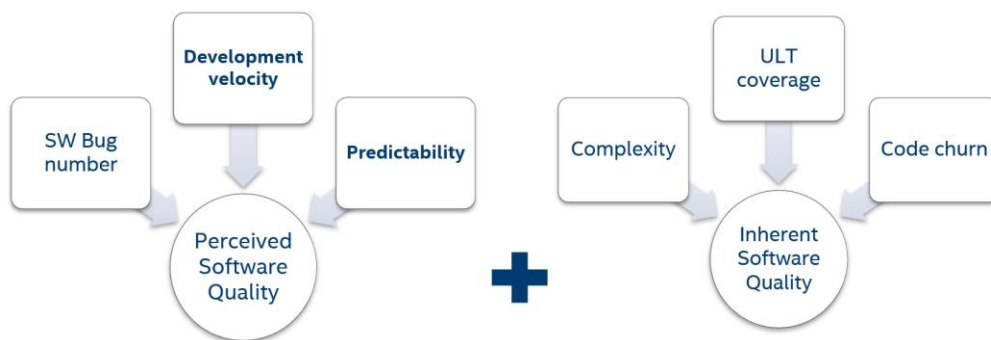 Development
velocity
SW Bug
number
Predictability
Perceived
Software
Quality
ULT
coverage
Complexity
Code churn
Inherent
Software
Quality